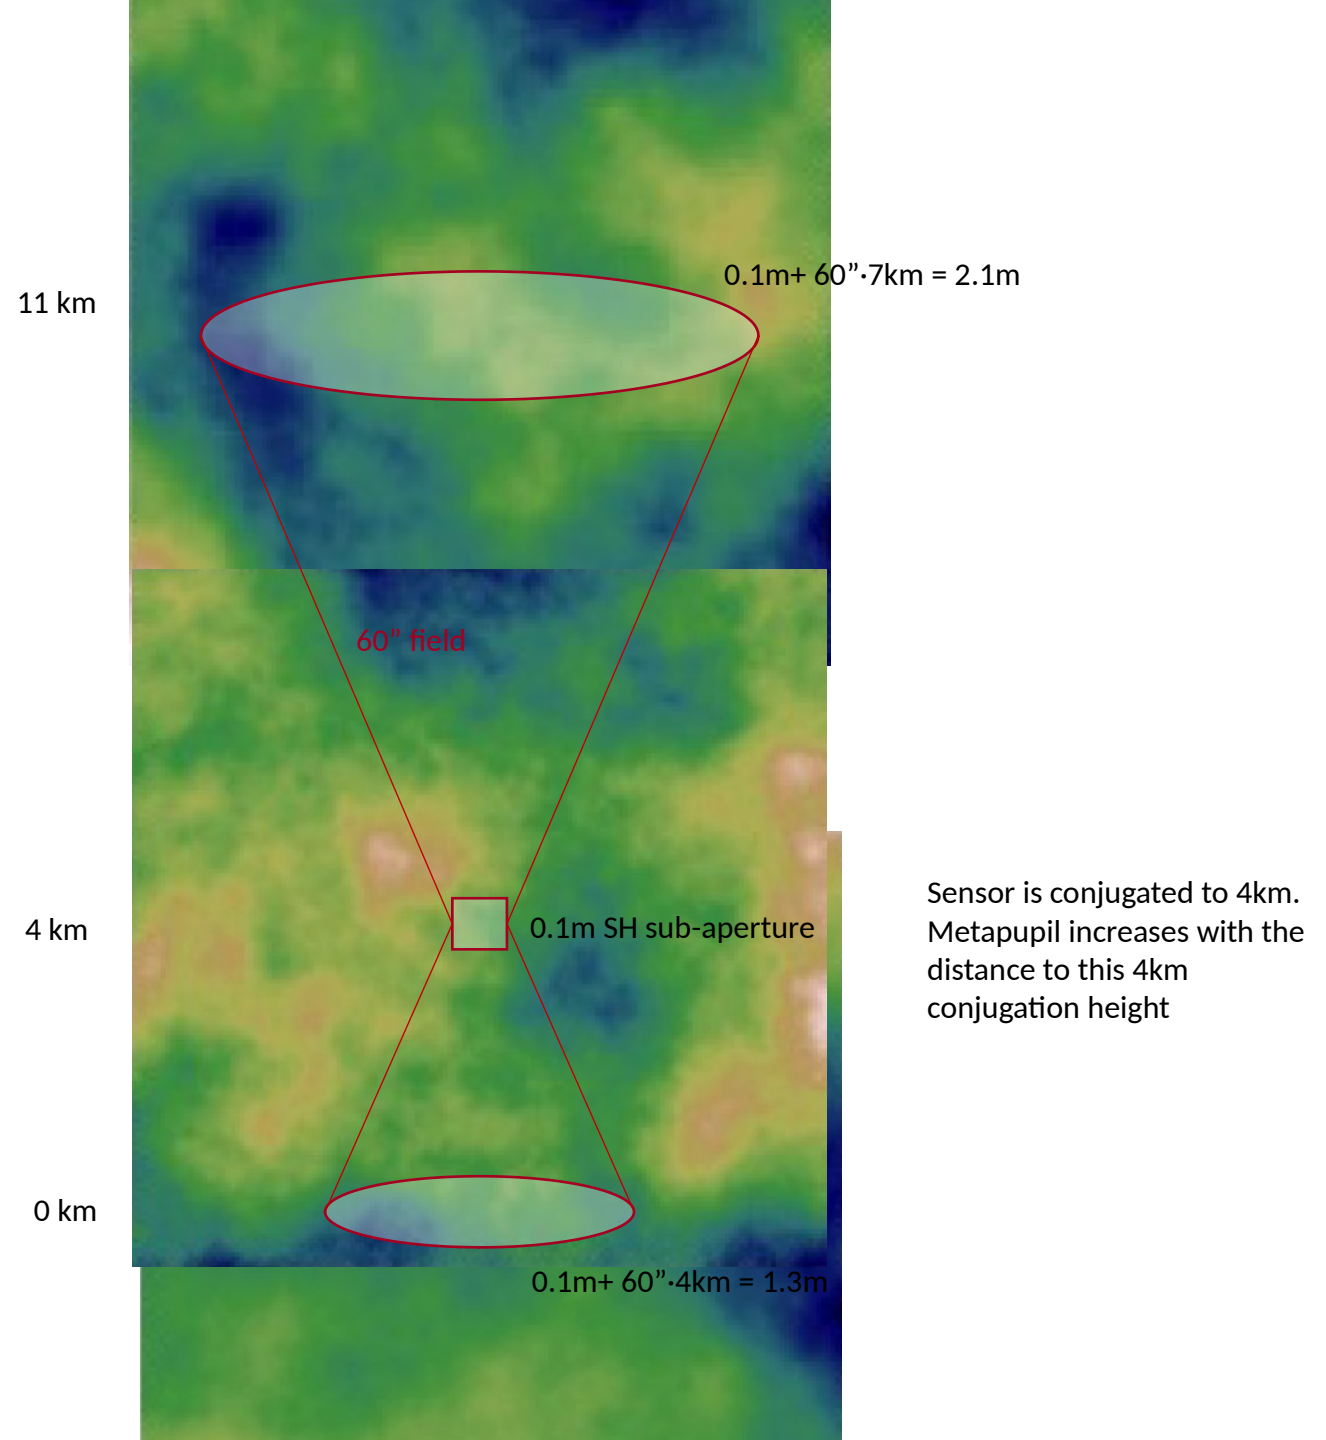 0.1m+ 60”·7km = 2.1m
11 km
60” field
4 km
0.1m SH sub-aperture
Sensor is conjugated to 4km.
Metapupil increases with the
distance to this 4km
conjugation height
0 km
0.1m+ 60”·4km = 1.3m